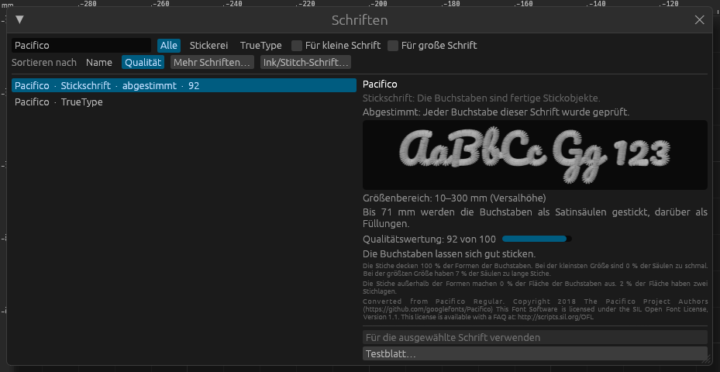 mm -280 -260 -240 -220 -200 -180 -160 -140 -120 -100
Schriften
Pacifico Alle Stickerei TrueType Für kleine Schrift Für große Schrift
Sortieren nach Name Qualität Mehr Schriften… Ink/Stitch-Schrift…
Pacifico · Stickschrift · abgestimmt · 92
Pacifico · TrueType
Pacifico
Stickschrift: Die Buchstaben sind fertige Stickobjekte.
Abgestimmt: Jeder Buchstabe dieser Schrift wurde geprüft.
AaBbCc Gg 123
Größenbereich: 10–300 mm (Versalhöhe)
Bis 71 mm werden die Buchstaben als Satinsäulen gestickt, darüber als
Füllungen.
Qualitätswertung: 92 von 100
Die Buchstaben lassen sich gut sticken.
Die Stiche decken 100 % der Formen der Buchstaben. Bei der kleinsten Größe sind 0 % der Säulen zu schmal.
Bei der größten Größe haben 7 % der Säulen zu lange Stiche.
Die Stiche außerhalb der Formen machen 0 % der Fläche der Buchstaben aus. 2 % der Fläche haben zwei
Stichlagen.
Converted from Pacifico Regular. Copyright 2018 The Pacifico Project Authors
(https://github.com/googlefonts/Pacifico) This Font Software is licensed under the SIL Open Font License,
Version 1.1. This license is available with a FAQ at: http://scripts.sil.org/OFL
Für die ausgewählte Schrift verwenden
Testblatt…